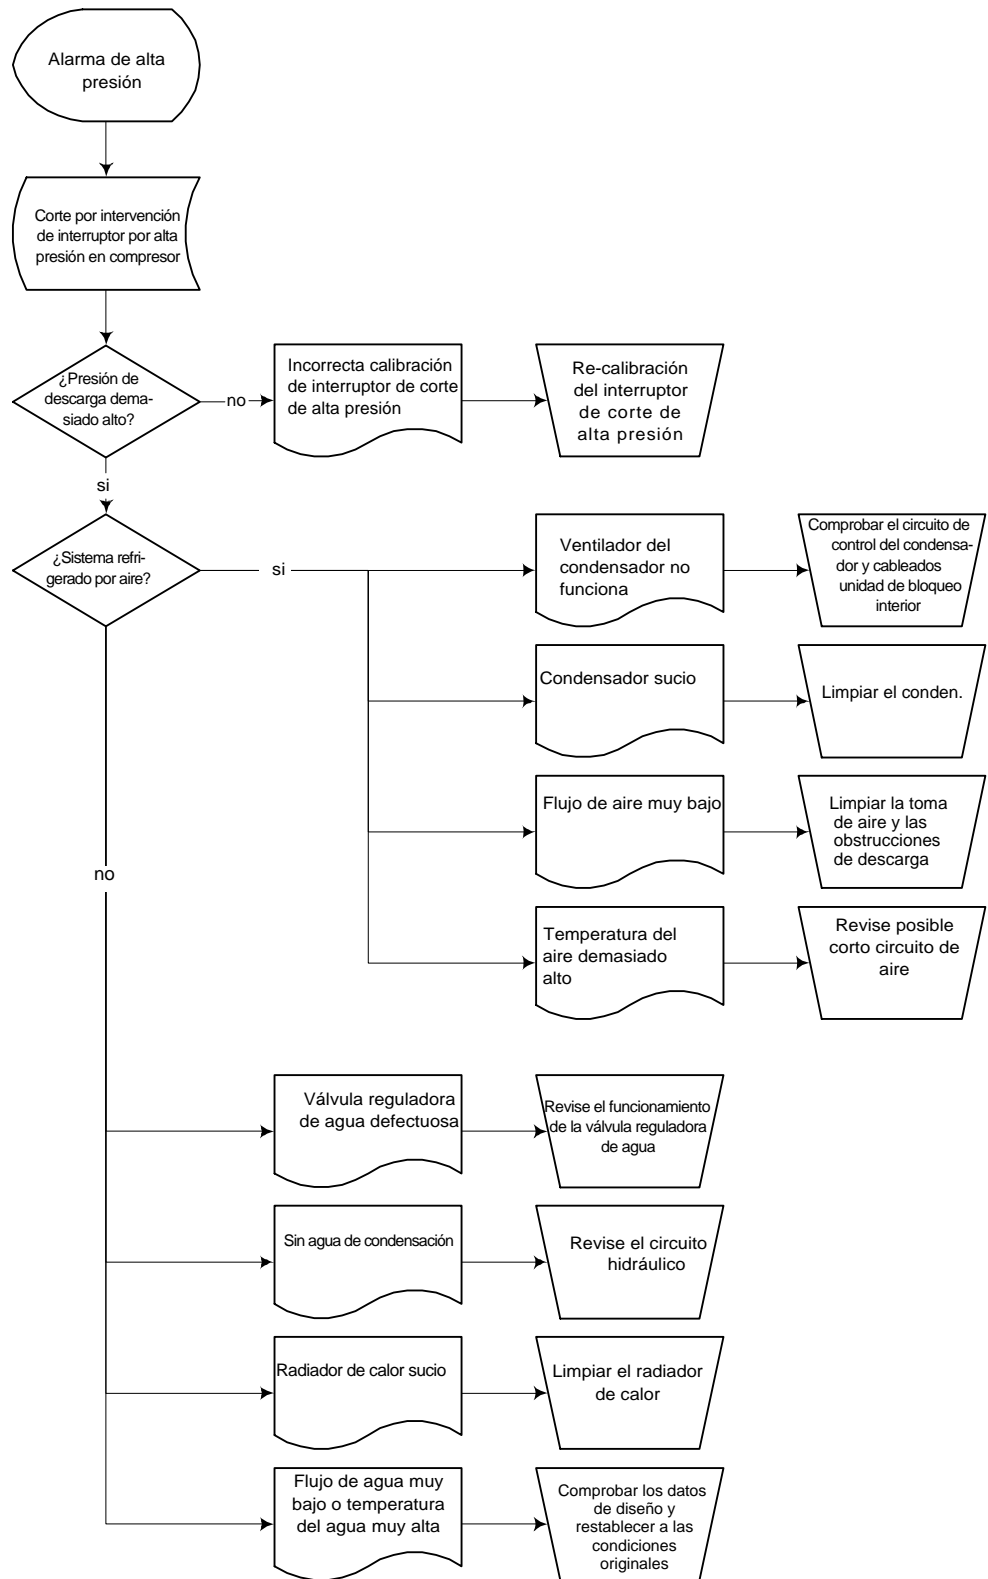 Alarma de alta
presión
Corte por intervención
de interruptor por alta
presión en compresor
¿Presión de
descarga dema-
siado alto?
no
Incorrecta calibración
de interruptor de corte
de alta presión
Re-calibración
del interruptor
de corte de
alta presión
si
¿Sistema refri-
gerado por aire?
si
Ventilador del
condensador no
funciona
Comprobar el circuito de
control del condensa-
dor y cableados
unidad de bloqueo
interior
Condensador sucio
Limpiar el conden.
Flujo de aire muy bajo
Limpiar la toma
de aire y las
obstrucciones
de descarga
no
Temperatura del
aire demasiado
alto
Revise posible
corto circuito de
aire
Válvula reguladora
de agua defectuosa
Revise el funcionamiento
de la válvula reguladora
de agua
Sin agua de condensación
Revise el circuito
hidráulico
Radiador de calor sucio
Limpiar el radiador
de calor
Flujo de agua muy
bajo o temperatura
del agua muy alta
Comprobar los datos
de diseño y
restablecer a las
condiciones
originales